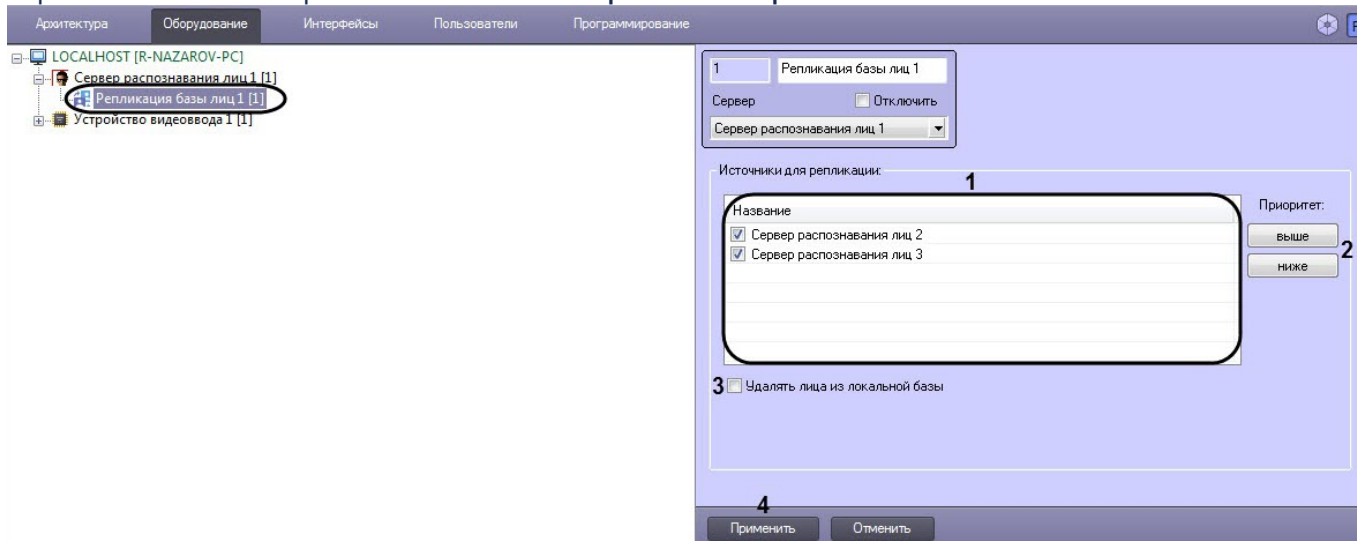 Архитектура Оборудование Интерфейсы Пользователи Программирование
LOCALHOST [R-NAZAROV-PC]
Сервер распознавания лиц 1 [1]
Репликация базы лиц 1 [1]
Устройство видеоввода 1 [1]
1 Репликация базы лиц 1
Сервер Отключить
Сервер распознавания лиц 1
Источники для репликации:
1
Название
Сервер распознавания лиц 2
Сервер распознавания лиц 3
Приоритет:
выше
2
ниже
3 Удалять лица из локальной базы
4
Применить Отменить